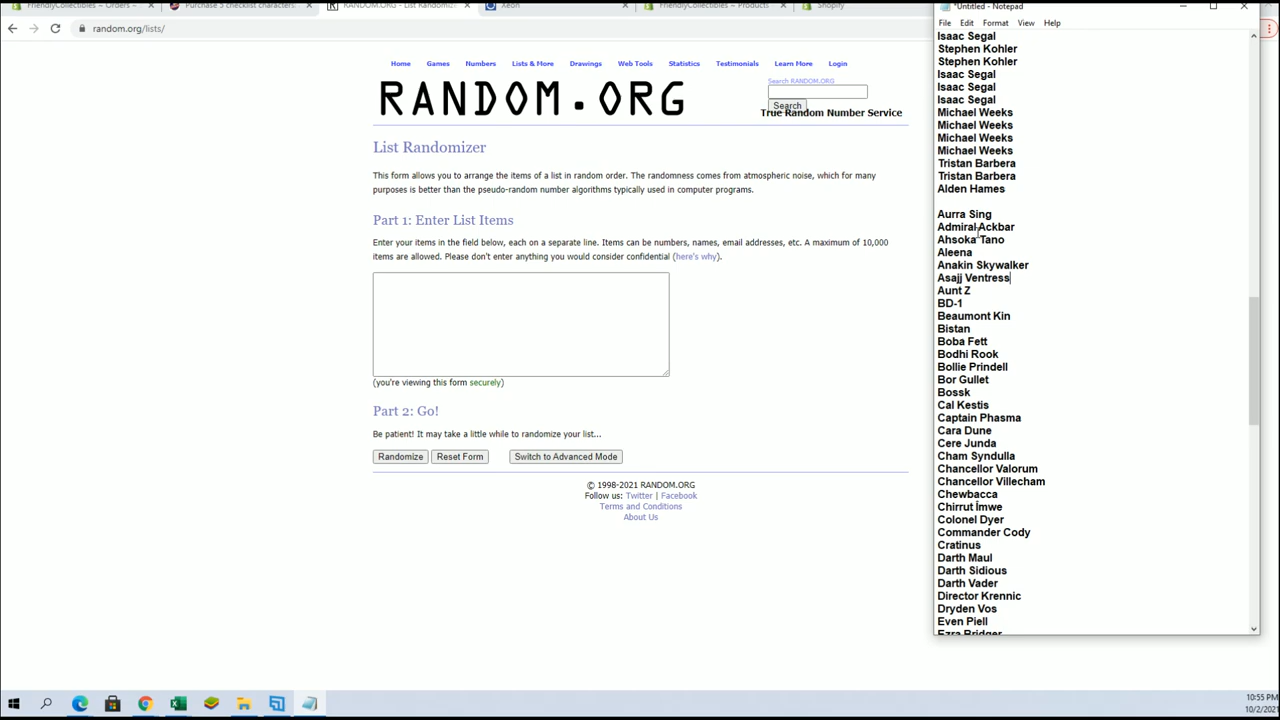 FriendlyCollectibles ~ Orders ~
Purchase 5 checklist characters
RANDOM.ORG - List Randomizer
Xeon
FriendlyCollectibles ~ Products ~
Shopify
random.org/lists/
Home Games Numbers Lists & More Drawings Web Tools Statistics Testimonials Learn More Login
Search RANDOM.ORG
Search
RANDOM.ORG
True Random Number Service
List Randomizer
This form allows you to arrange the items of a list in random order. The randomness comes from atmospheric noise, which for many
purposes is better than the pseudo-random number algorithms typically used in computer programs.
Part 1: Enter List Items
Enter your items in the field below, each on a separate line. Items can be numbers, names, email addresses, etc. A maximum of 10,000
items are allowed. Please don't enter anything you would consider confidential (here's why).
(you're viewing this form securely)
Part 2: Go!
Be patient! It may take a little while to randomize your list...
Randomize Reset Form Switch to Advanced Mode
© 1998-2021 RANDOM.ORG
Follow us: Twitter | Facebook
Terms and Conditions
About Us
*Untitled - Notepad
File Edit Format View Help
Isaac Segal
Stephen Kohler
Stephen Kohler
Isaac Segal
Isaac Segal
Isaac Segal
Michael Weeks
Michael Weeks
Michael Weeks
Michael Weeks
Tristan Barbera
Tristan Barbera
Alden Hames
Aurra Sing
Admiral Ackbar
Ahsoka Tano
Aleena
Anakin Skywalker
Asajj Ventress
Aunt Z
BD-1
Beaumont Kin
Bistan
Boba Fett
Bodhi Rook
Bollie Prindell
Bor Gullet
Bossk
Cal Kestis
Captain Phasma
Cara Dune
Cere Junda
Cham Syndulla
Chancellor Valorum
Chancellor Villecham
Chewbacca
Chirrut Îmwe
Colonel Dyer
Commander Cody
Cratinus
Darth Maul
Darth Sidious
Darth Vader
Director Krennic
Dryden Vos
Even Piell
Ezra Bridger
10:55 PM
10/2/2021